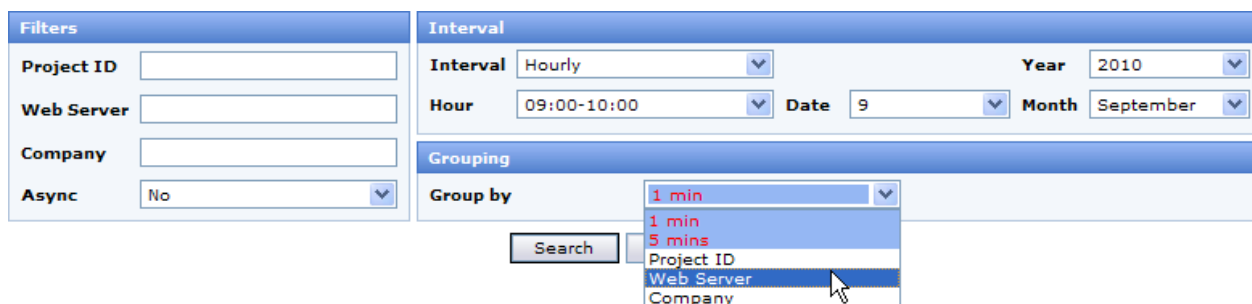 Filters
Project ID
Web Server
Company
Async No
Interval
Interval Hourly Year 2010
Hour 09:00-10:00 Date 9 Month September
Grouping
Group by 1 min
1 min
5 mins
Project ID
Web Server
Company
Search